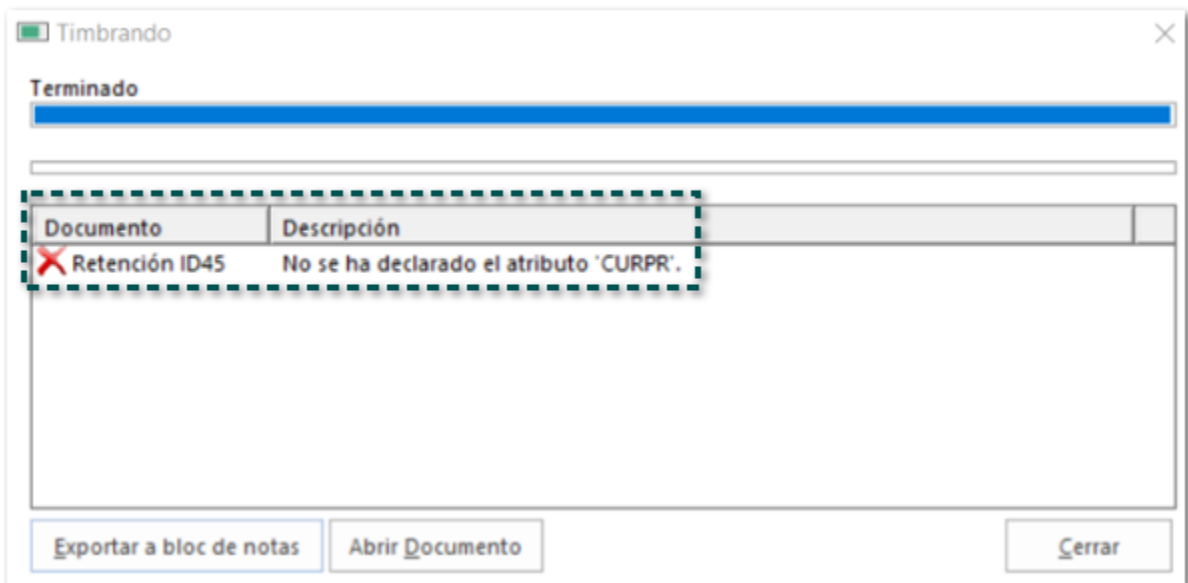 Timbrando
Terminado
Documento Descripción
Retención ID45 No se ha declarado el atributo 'CURPR'.
Exportar a bloc de notas Abrir Documento Cerrar